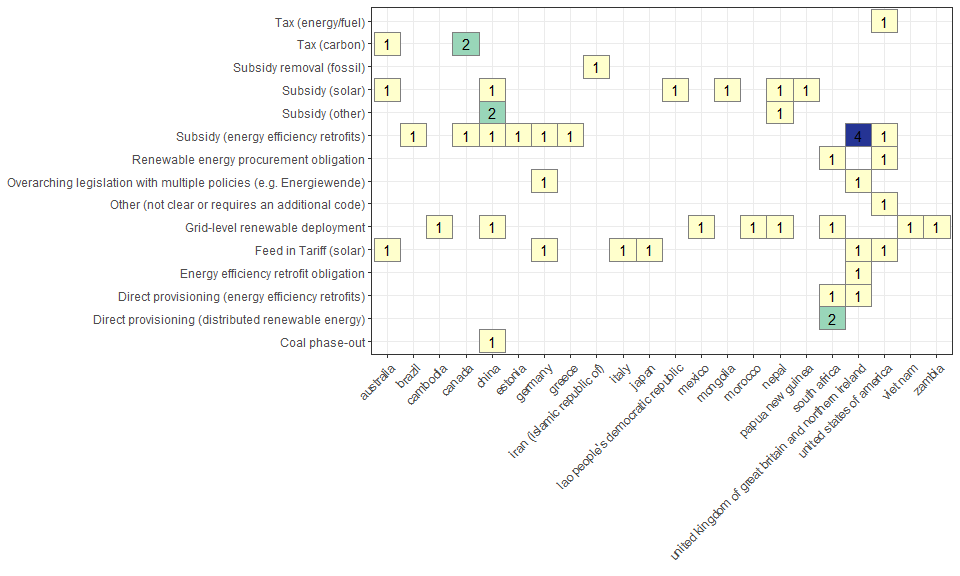 Tax (energy/fuel) 1
Tax (carbon) 1 2
Subsidy removal (fossil) 1
Subsidy (solar) 1 1 1 1 1 1
Subsidy (other) 2 1
Subsidy (energy efficiency retrofits) 1 1 1 1 1 1 4 1
Renewable energy procurement obligation 1 1
Overarching legislation with multiple policies (e.g. Energiewende) 1 1
Other (not clear or requires an additional code) 1
Grid-level renewable deployment 1 1 1 1 1 1 1 1
Feed in Tariff (solar) 1 1 1 1 1 1
Energy efficiency retrofit obligation 1
Direct provisioning (energy efficiency retrofits) 1 1
Direct provisioning (distributed renewable energy) 2
Coal phase-out 1
australia
brazil
cambodia
canada
china
estonia
germany
greece
iran (islamic republic of)
italy
japan
lao people's democratic republic
mexico
mongolia
morocco
nepal
papua new guinea
south africa
united kingdom of great britain and northern ireland
united states of america
viet nam
zambia